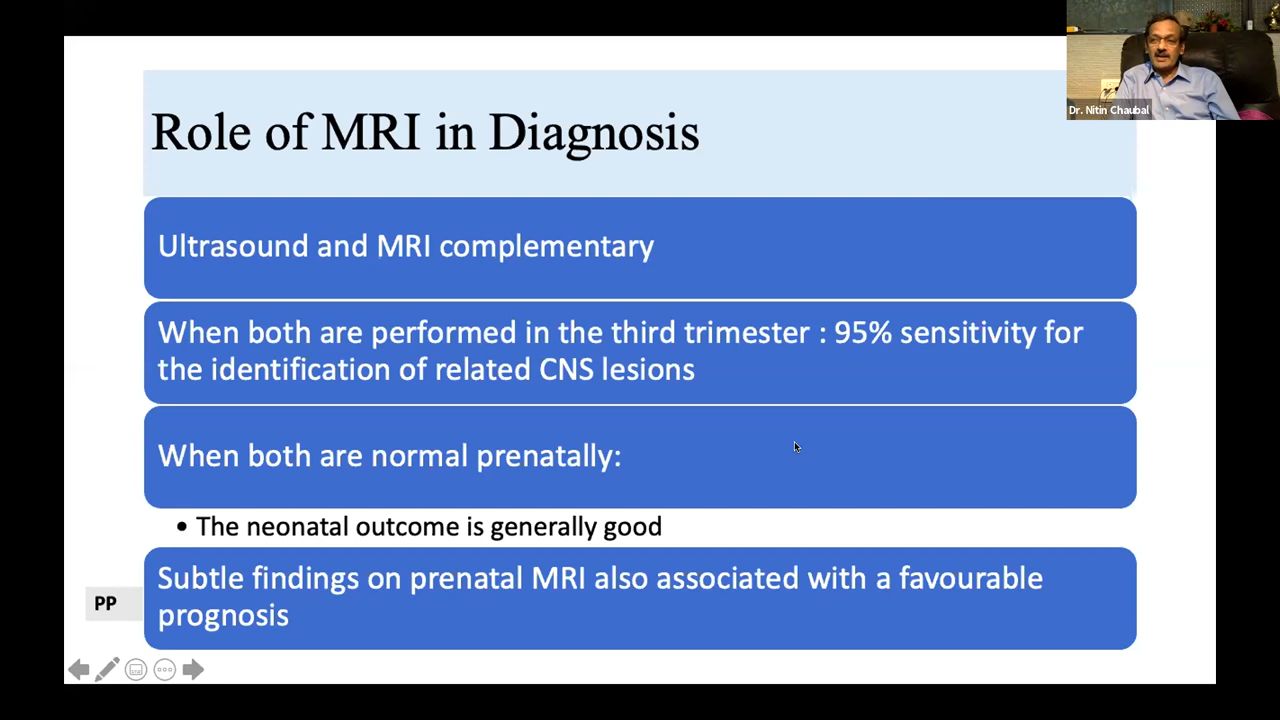 Dr. Nitin Chaubal
Role of MRI in Diagnosis
Ultrasound and MRI complementary
When both are performed in the third trimester : 95% sensitivity for
the identification of related CNS lesions
When both are normal prenatally:
• The neonatal outcome is generally good
Subtle findings on prenatal MRI also associated with a favourable
prognosis
PP